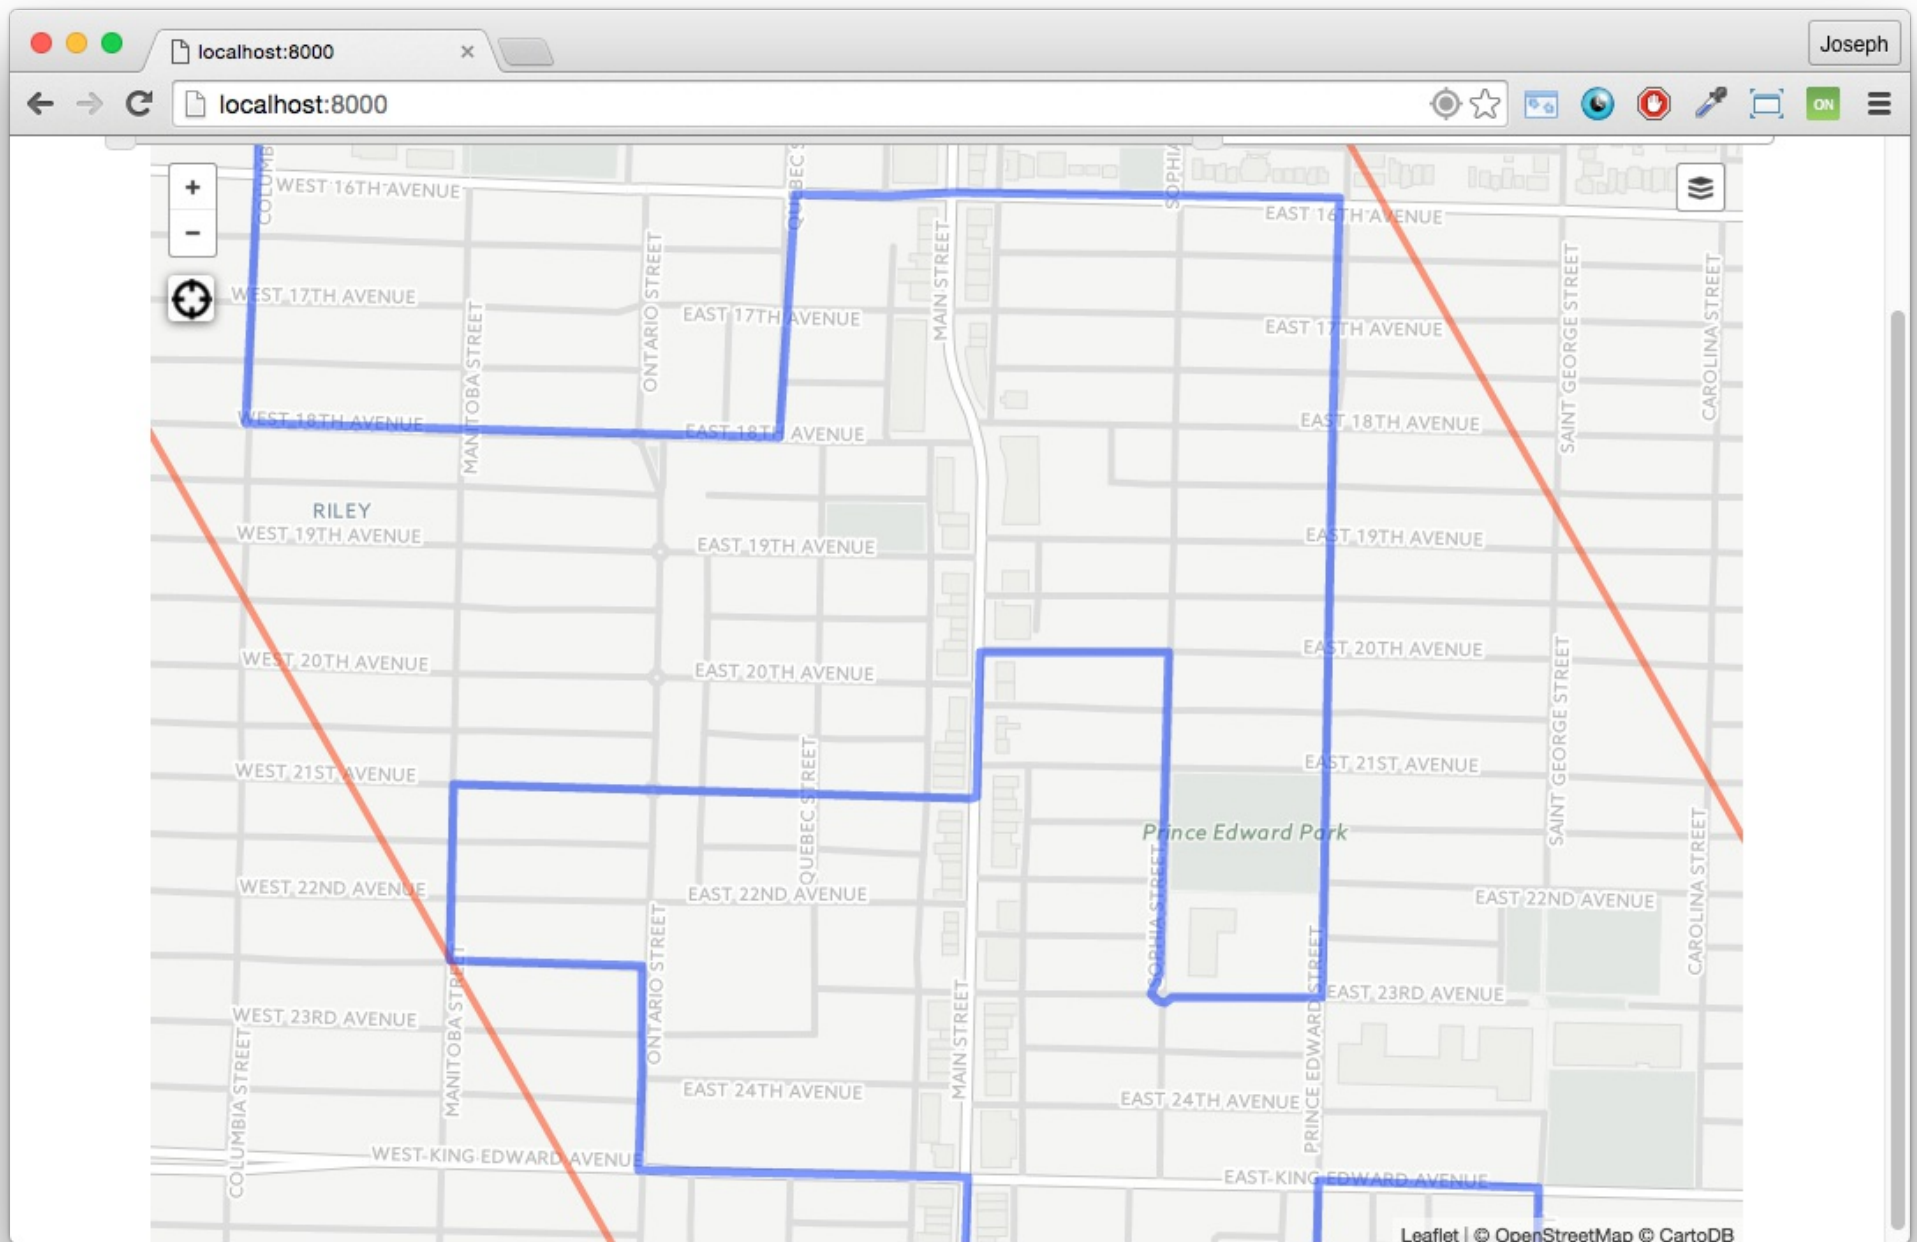 localhost:8000
Joseph
localhost:8000
ON
+
WEST 16TH AVENUE
COLUMB
QUEBEC S
SOPHIA
EAST 16TH AVENUE
−
WEST 17TH AVENUE
ONTARIO STREET
EAST 17TH AVENUE
MAIN STREET
EAST 17TH AVENUE
SAINT GEORGE STREET
CAROLINA STREET
MANITOBA STREET
WEST 18TH AVENUE
EAST 18TH AVENUE
EAST 18TH AVENUE
RILEY
WEST 19TH AVENUE
EAST 19TH AVENUE
EAST 19TH AVENUE
WEST 20TH AVENUE
EAST 20TH AVENUE
EAST 20TH AVENUE
SAINT GEORGE STREET
WEST 21ST AVENUE
QUEBEC STREET
EAST 21ST AVENUE
Prince Edward Park
WEST 22ND AVENUE
EAST 22ND AVENUE
SOPHIA STREET
EAST 22ND AVENUE
CAROLINA STREET
WEST 23RD AVENUE
MANITOBA STREET
ONTARIO STREET
MAIN STREET
PRINCE EDWARD STREET
EAST 23RD AVENUE
COLUMBIA STREET
EAST 24TH AVENUE
EAST 24TH AVENUE
WEST KING EDWARD AVENUE
EAST KING EDWARD AVENUE
Leaflet | © OpenStreetMap © CartoDB